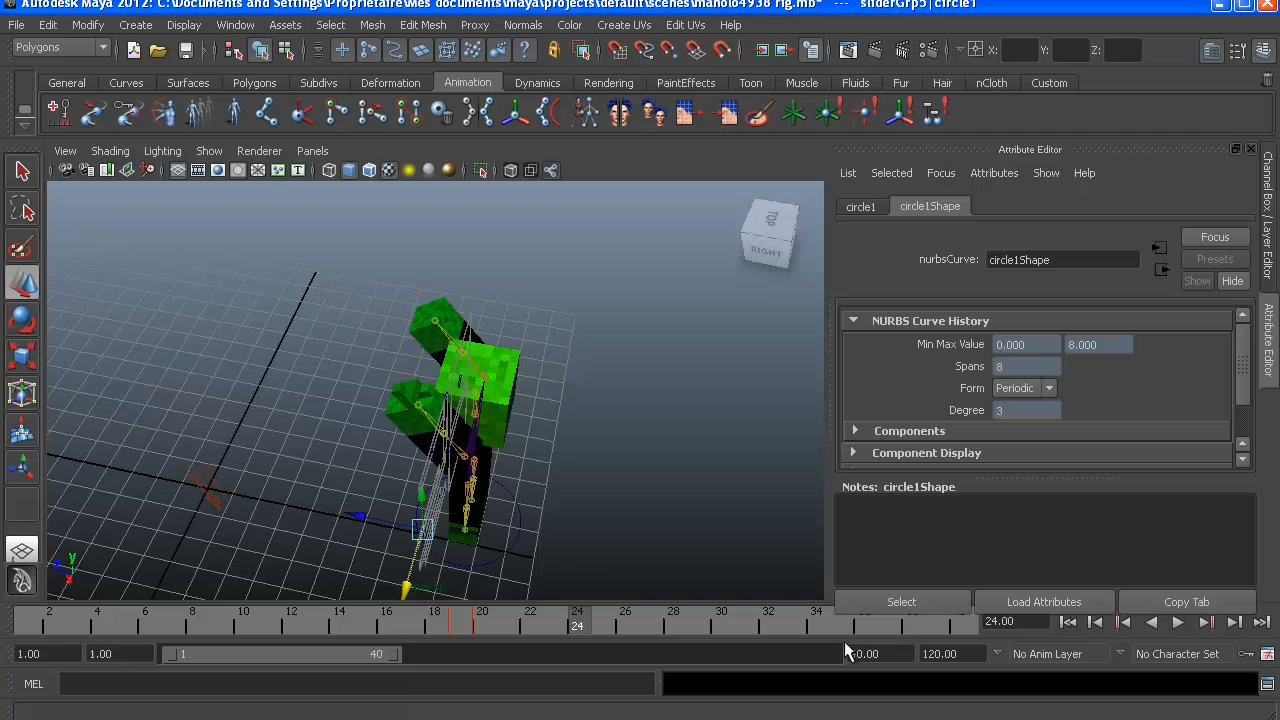 Autodesk Maya 2012: C:\Documents and Settings\Proprietaire\Mes documents\maya\projects\default\scenes\manolo4938 rig.mb* --- sliderGrp5|circle1
File Edit Modify Create Display Window Assets Select Mesh Edit Mesh Proxy Normals Color Create UVs Edit UVs Help
Polygons X: Y: Z:
General Curves Surfaces Polygons Subdivs Deformation Animation Dynamics Rendering PaintEffects Toon Muscle Fluids Fur Hair nCloth Custom
View Shading Lighting Show Renderer Panels
Attribute Editor
List Selected Focus Attributes Show Help
circle1 circle1Shape
Focus
nurbsCurve: circle1Shape
Presets
Show Hide
NURBS Curve History
Min Max Value 0.000 8.000
Spans 8
Form Periodic
Degree 3
Components
Component Display
Notes: circle1Shape
Select Load Attributes Copy Tab
Channel Box / Layer Editor
Attribute Editor
TOP
RIGHT
y
z
x
2 4 6 8 10 12 14 16 18 20 22 24 26 28 30 32 34
24
24.00
1.00 1.00 1 40 120.00 No Anim Layer No Character Set
MEL